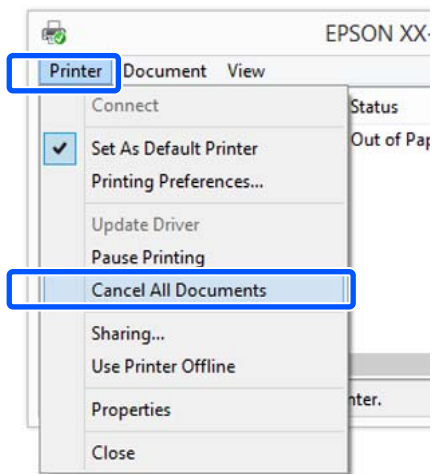 EPSON XX-
Printer Document View
Connect
Status
Set As Default Printer
Out of Pap
Printing Preferences...
Update Driver
Pause Printing
Cancel All Documents
Sharing...
Use Printer Offline
Properties
nter.
Close